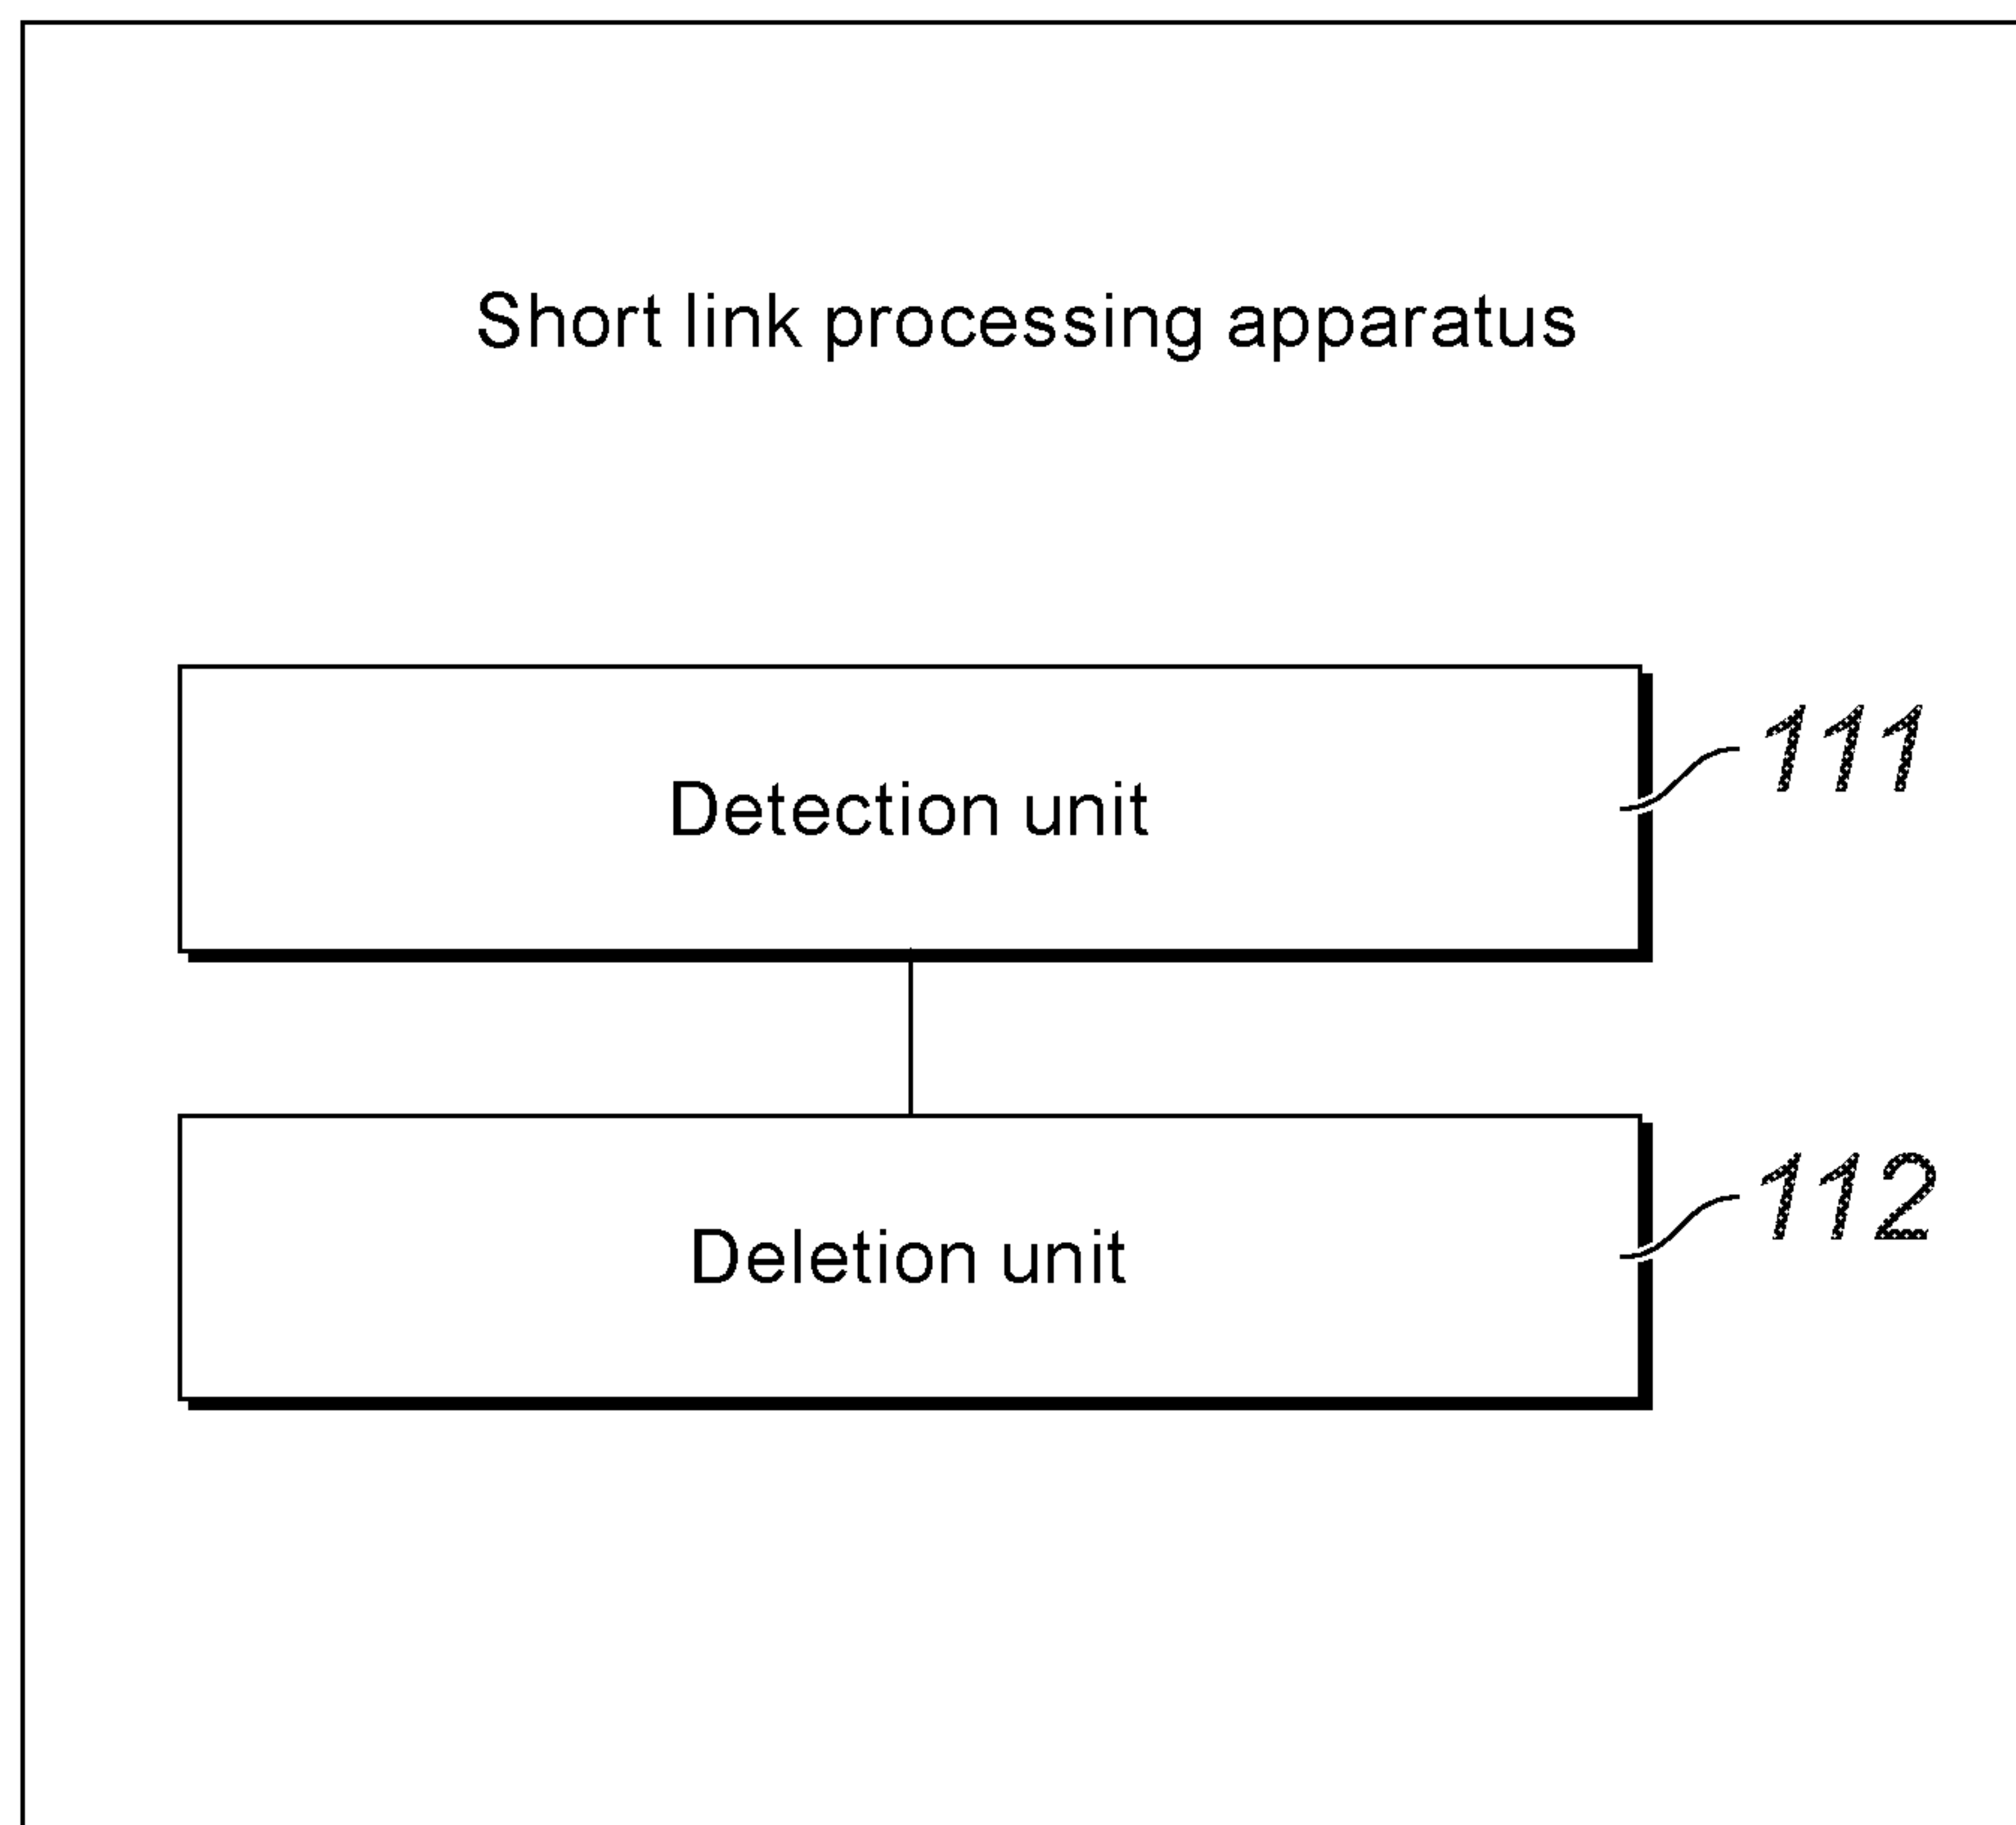 Short link processing apparatus
Detection unit
111
Deletion unit
112